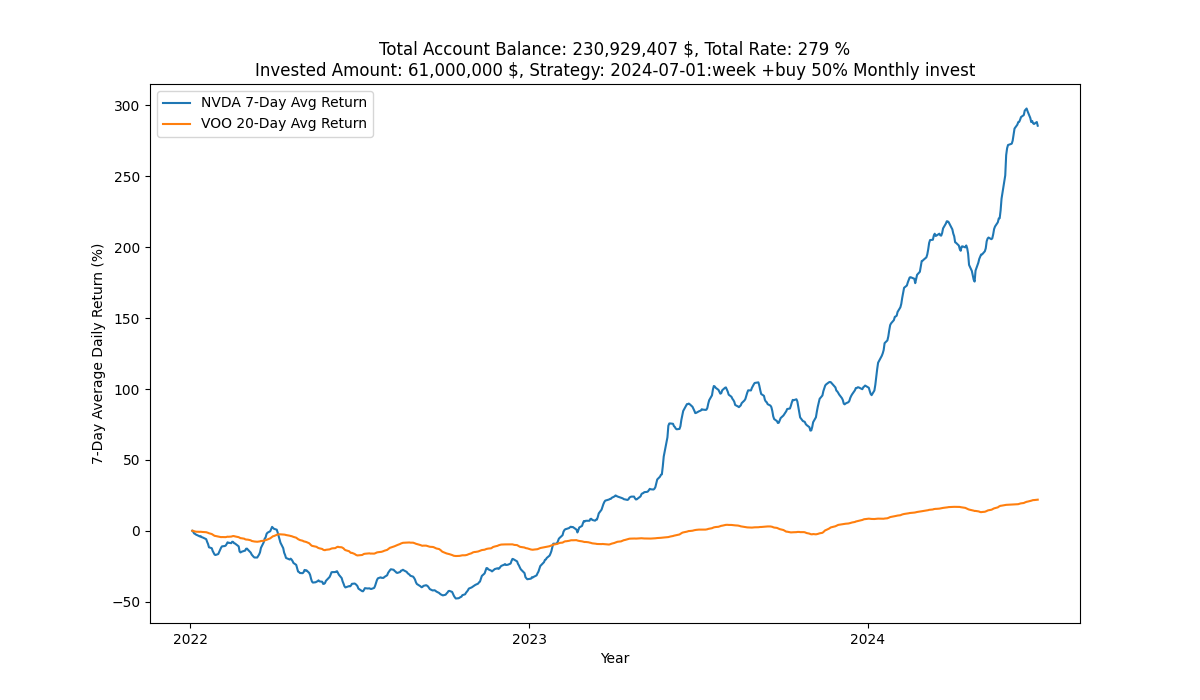 Total Account Balance: 230,929,407 $, Total Rate: 279 %
Invested Amount: 61,000,000 $, Strategy: 2024-07-01:week +buy 50% Monthly invest
NVDA 7-Day Avg Return
VOO 20-Day Avg Return
7-Day Average Daily Return (%)
300
250
200
150
100
50
0
−50
2022
2023
2024
Year